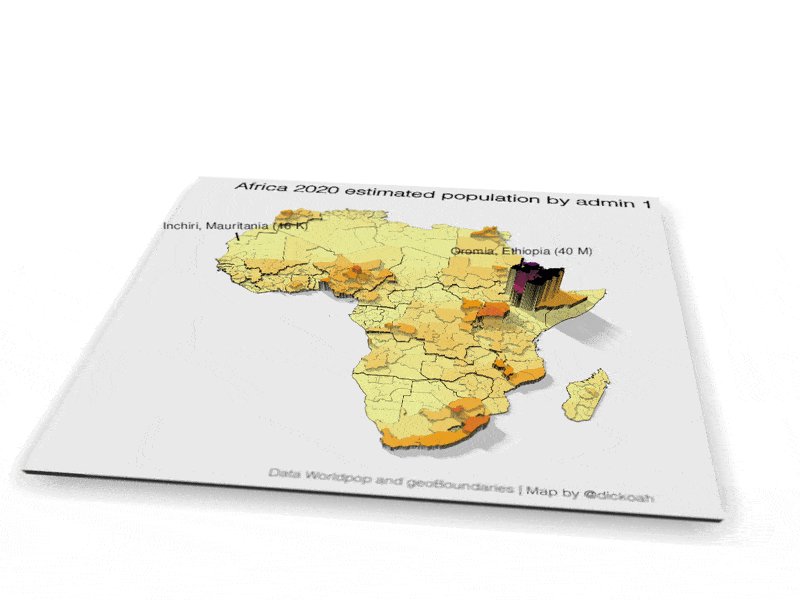 Africa 2020 estimated population by admin 1
Inchiri, Mauritania (16 K)
Oromia, Ethiopia (40 M)
Data Worldpop and geoBoundaries | Map by @dickoah